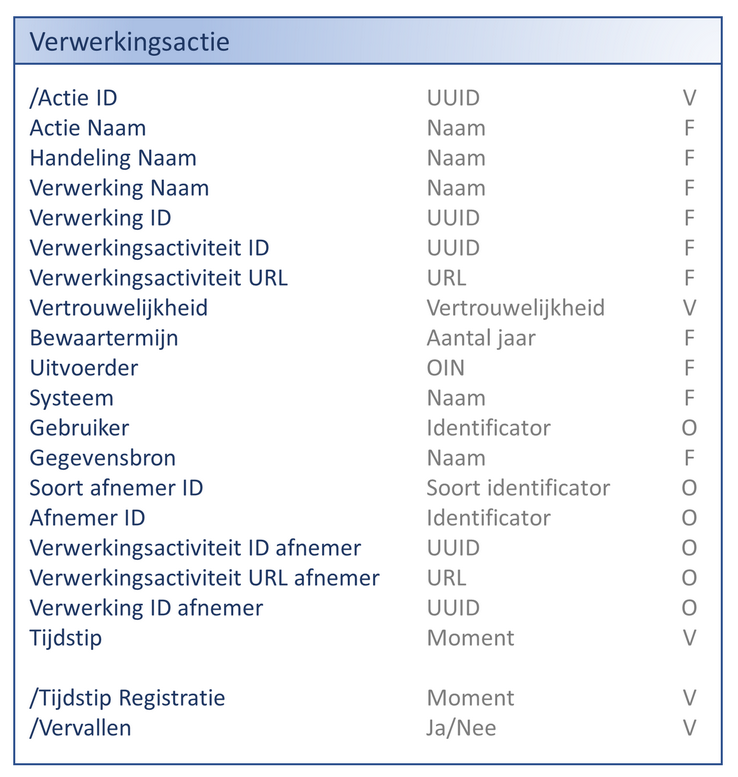 Verwerkingsactie
/Actie ID UUID V
Actie Naam Naam F
Handeling Naam Naam F
Verwerking Naam Naam F
Verwerking ID UUID F
Verwerkingsactiviteit ID UUID F
Verwerkingsactiviteit URL URL F
Vertrouwelijkheid Vertrouwelijkheid V
Bewaartermijn Aantal jaar F
Uitvoerder OIN F
Systeem Naam F
Gebruiker Identificator O
Gegevensbron Naam F
Soort afnemer ID Soort identificator O
Afnemer ID Identificator O
Verwerkingsactiviteit ID afnemer UUID O
Verwerkingsactiviteit URL afnemer URL O
Verwerking ID afnemer UUID O
Tijdstip Moment V
/Tijdstip Registratie Moment V
/Vervallen Ja/Nee V